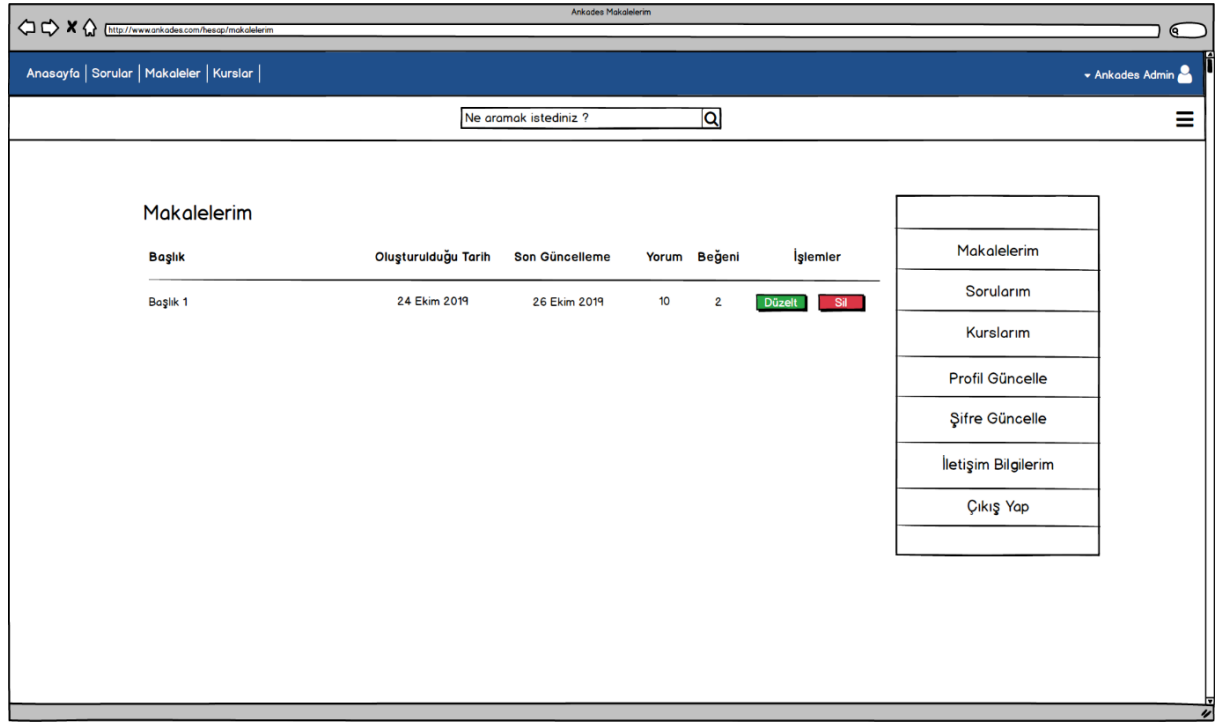 Ankades Makalelerim
http://www.ankades.com/hesap/makalelerim
Anasayfa | Sorular | Makaleler | Kurslar |
Ankades Admin
Ne aramak istediniz ?
Makalelerim
Başlık Oluşturulduğu Tarih Son Güncelleme Yorum Beğeni İşlemler
Başlık 1 24 Ekim 2019 26 Ekim 2019 10 2 Düzelt Sil
Makalelerim
Sorularım
Kurslarım
Profil Güncelle
Şifre Güncelle
İletişim Bilgilerim
Çıkış Yap